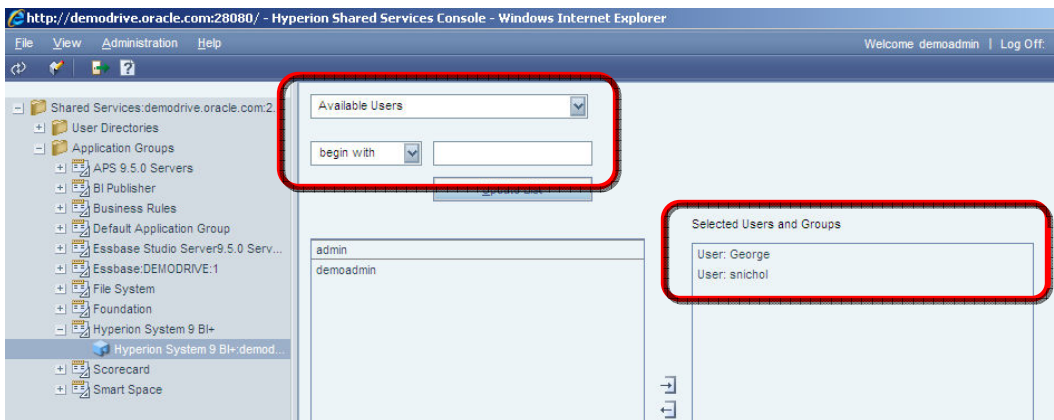 http://demodrive.oracle.com:28080/ - Hyperion Shared Services Console - Windows Internet Explorer
File View Administration Help
Welcome demoadmin | Log Off:
Shared Services:demodrive.oracle.com:2...
User Directories
Application Groups
APS 9.5.0 Servers
BI Publisher
Business Rules
Default Application Group
Essbase Studio Server9.5.0 Serv...
Essbase:DEMODRIVE:1
File System
Foundation
Hyperion System 9 BI+
Hyperion System 9 BI+:demod...
Scorecard
Smart Space
Available Users
begin with
Update List
admin
demoadmin
Selected Users and Groups
User: George
User: snichol